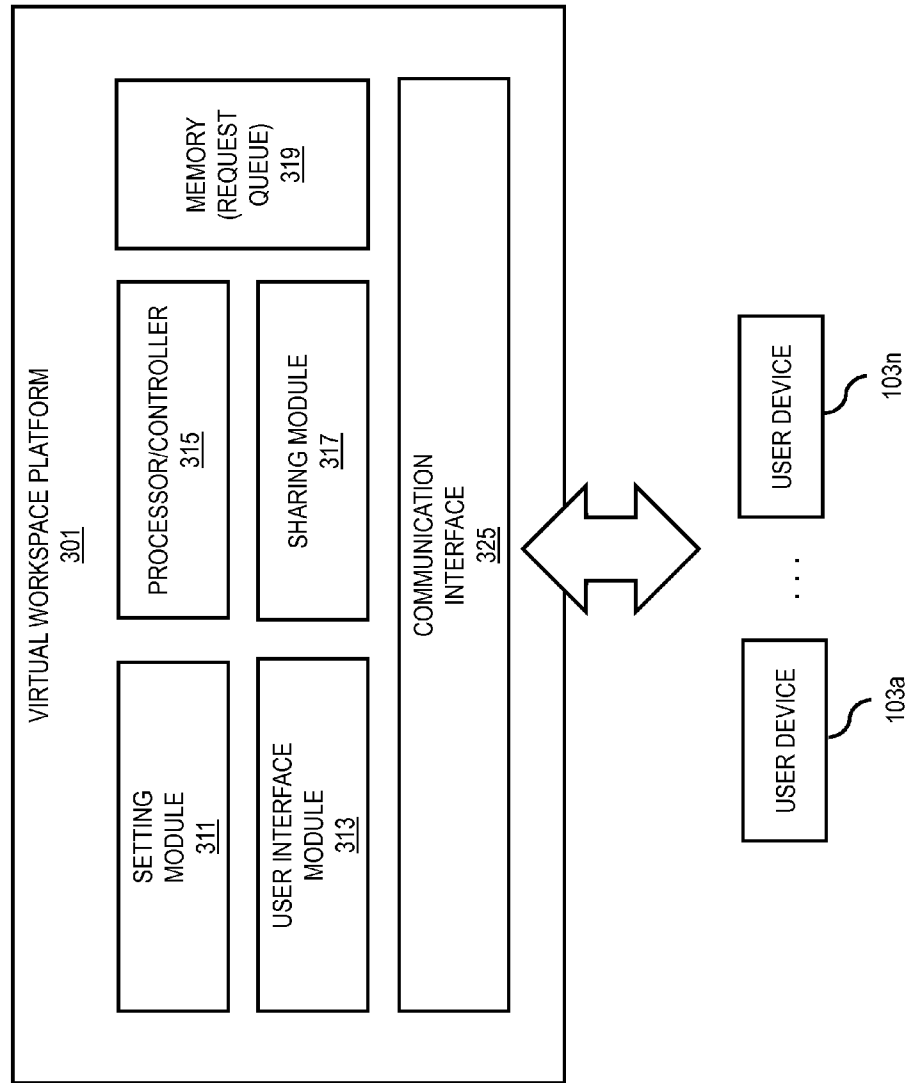 VIRTUAL WORKSPACE PLATFORM
301
SETTING
MODULE
311
PROCESSOR/CONTROLLER
315
MEMORY
(REQUEST
QUEUE)
319
USER INTERFACE
MODULE
313
SHARING MODULE
317
COMMUNICATION
INTERFACE
325
USER DEVICE
103a
. . .
USER DEVICE
103n